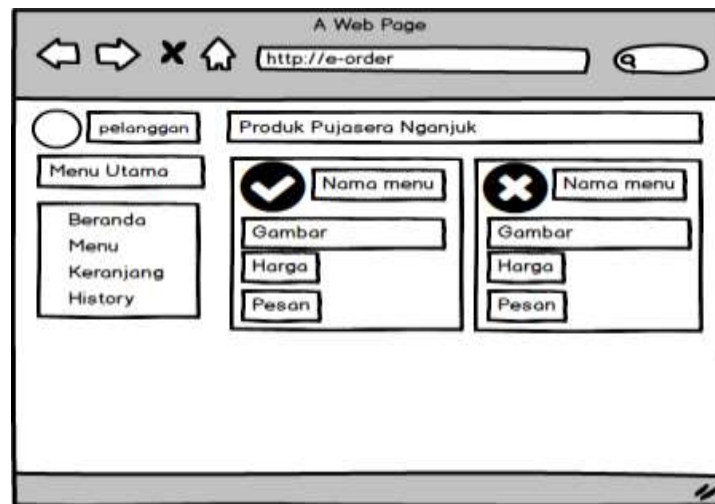 A Web Page
http://e-order
pelanggan
Produk Pujasera Nganjuk
Menu Utama
Beranda
Menu
Keranjang
History
Nama menu
Gambar
Harga
Pesan
Nama menu
Gambar
Harga
Pesan